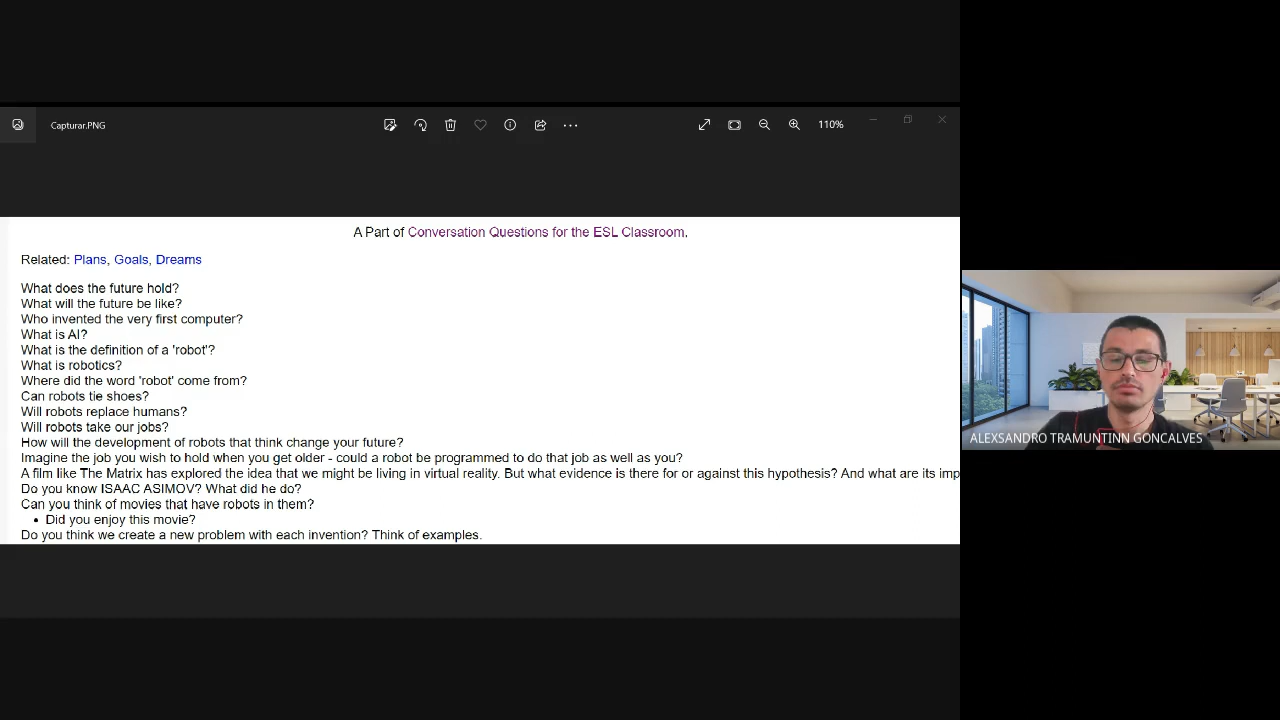 Capturar.PNG
110%
A Part of Conversation Questions for the ESL Classroom.
Related: Plans, Goals, Dreams
What does the future hold?
What will the future be like?
Who invented the very first computer?
What is AI?
What is the definition of a 'robot'?
What is robotics?
Where did the word 'robot' come from?
Can robots tie shoes?
Will robots replace humans?
Will robots take our jobs?
How will the development of robots that think change your future?
Imagine the job you wish to hold when you get older - could a robot be programmed to do that job as well as you?
A film like The Matrix has explored the idea that we might be living in virtual reality. But what evidence is there for or against this hypothesis? And what are its imp
Do you know ISAAC ASIMOV? What did he do?
Can you think of movies that have robots in them?
• Did you enjoy this movie?
Do you think we create a new problem with each invention? Think of examples.
ALEXSANDRO TRAMUNTINN GONCALVES